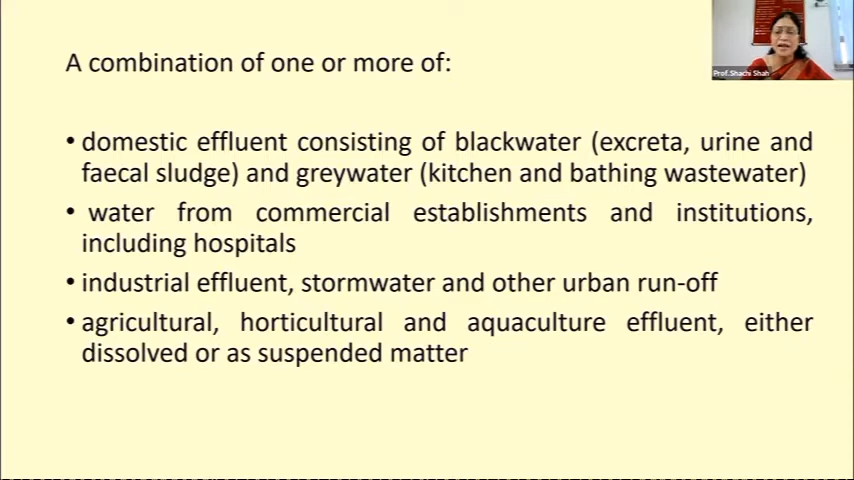 A combination of one or more of:
• domestic effluent consisting of blackwater (excreta, urine and
faecal sludge) and greywater (kitchen and bathing wastewater)
• water from commercial establishments and institutions,
including hospitals
• industrial effluent, stormwater and other urban run-off
• agricultural, horticultural and aquaculture effluent, either
dissolved or as suspended matter
Prof.Shachi Shah